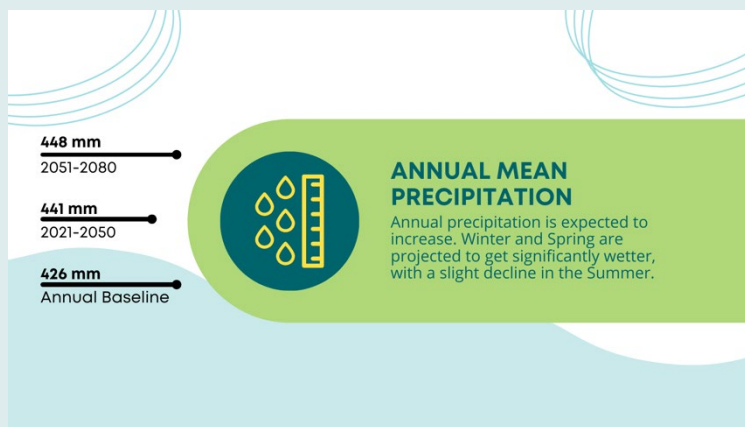 448 mm
2051-2080
441 mm
2021-2050
426 mm
Annual Baseline
ANNUAL MEAN
PRECIPITATION
Annual precipitation is expected to
increase. Winter and Spring are
projected to get significantly wetter,
with a slight decline in the Summer.